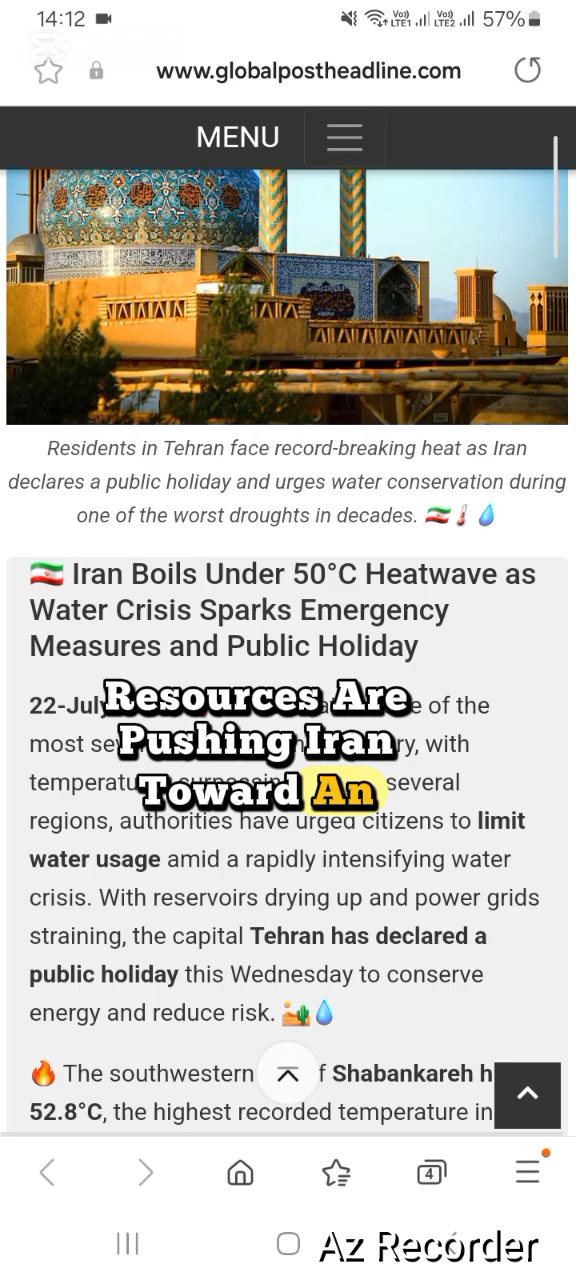 14:12
Vo)) LTE1 Vo)) LTE2 57%
www.globalpostheadline.com
MENU
Residents in Tehran face record-breaking heat as Iran
declares a public holiday and urges water conservation during
one of the worst droughts in decades. 🇮🇷🌡️💧
🇮🇷 Iran Boils Under 50°C Heatwave as
Water Crisis Sparks Emergency
Measures and Public Holiday
Resources Are
Pushing Iran
Toward An
22-July of the
most with
several
regions, authorities have urged citizens to limit
water usage amid a rapidly intensifying water
crisis. With reservoirs drying up and power grids
straining, the capital Tehran has declared a
public holiday this Wednesday to conserve
energy and reduce risk. 🏜️💧
🔥 The southwestern f Shabankareh h
52.8°C, the highest recorded temperature in
4
Az Recorder